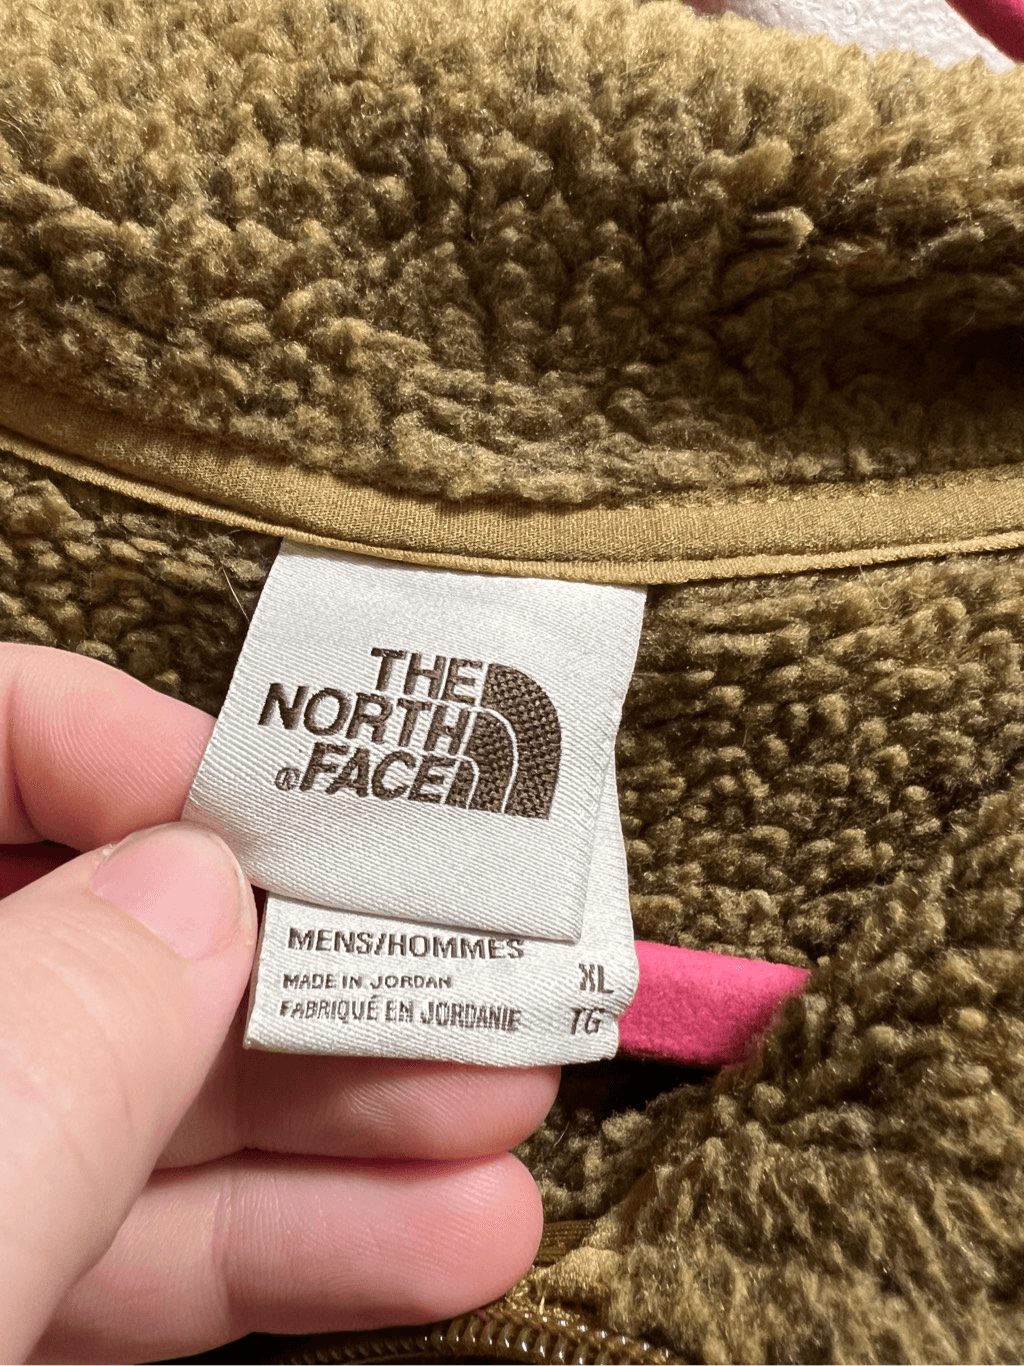 THE
NORTH
®FACE
MENS/HOMMES
MADE IN JORDAN XL
FABRIQUÉ EN JORDANIE TG